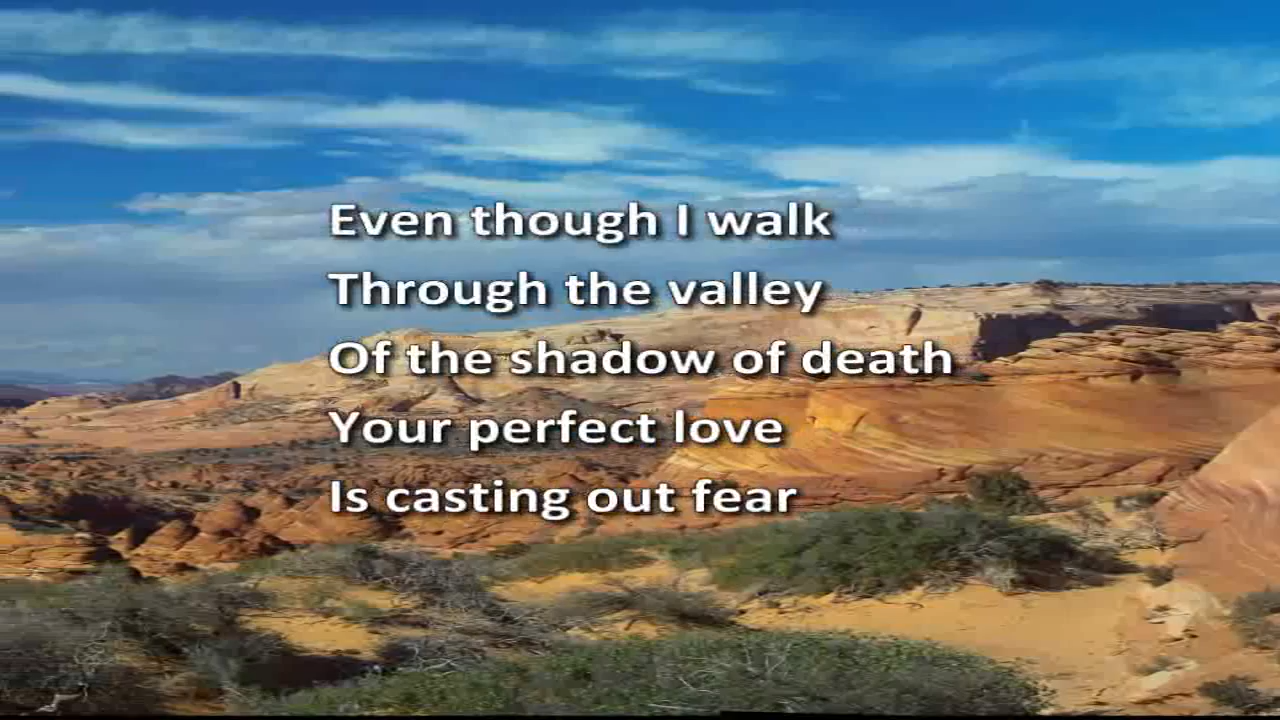 Even though I walk
Through the valley
Of the shadow of death
Your perfect love
Is casting out fear